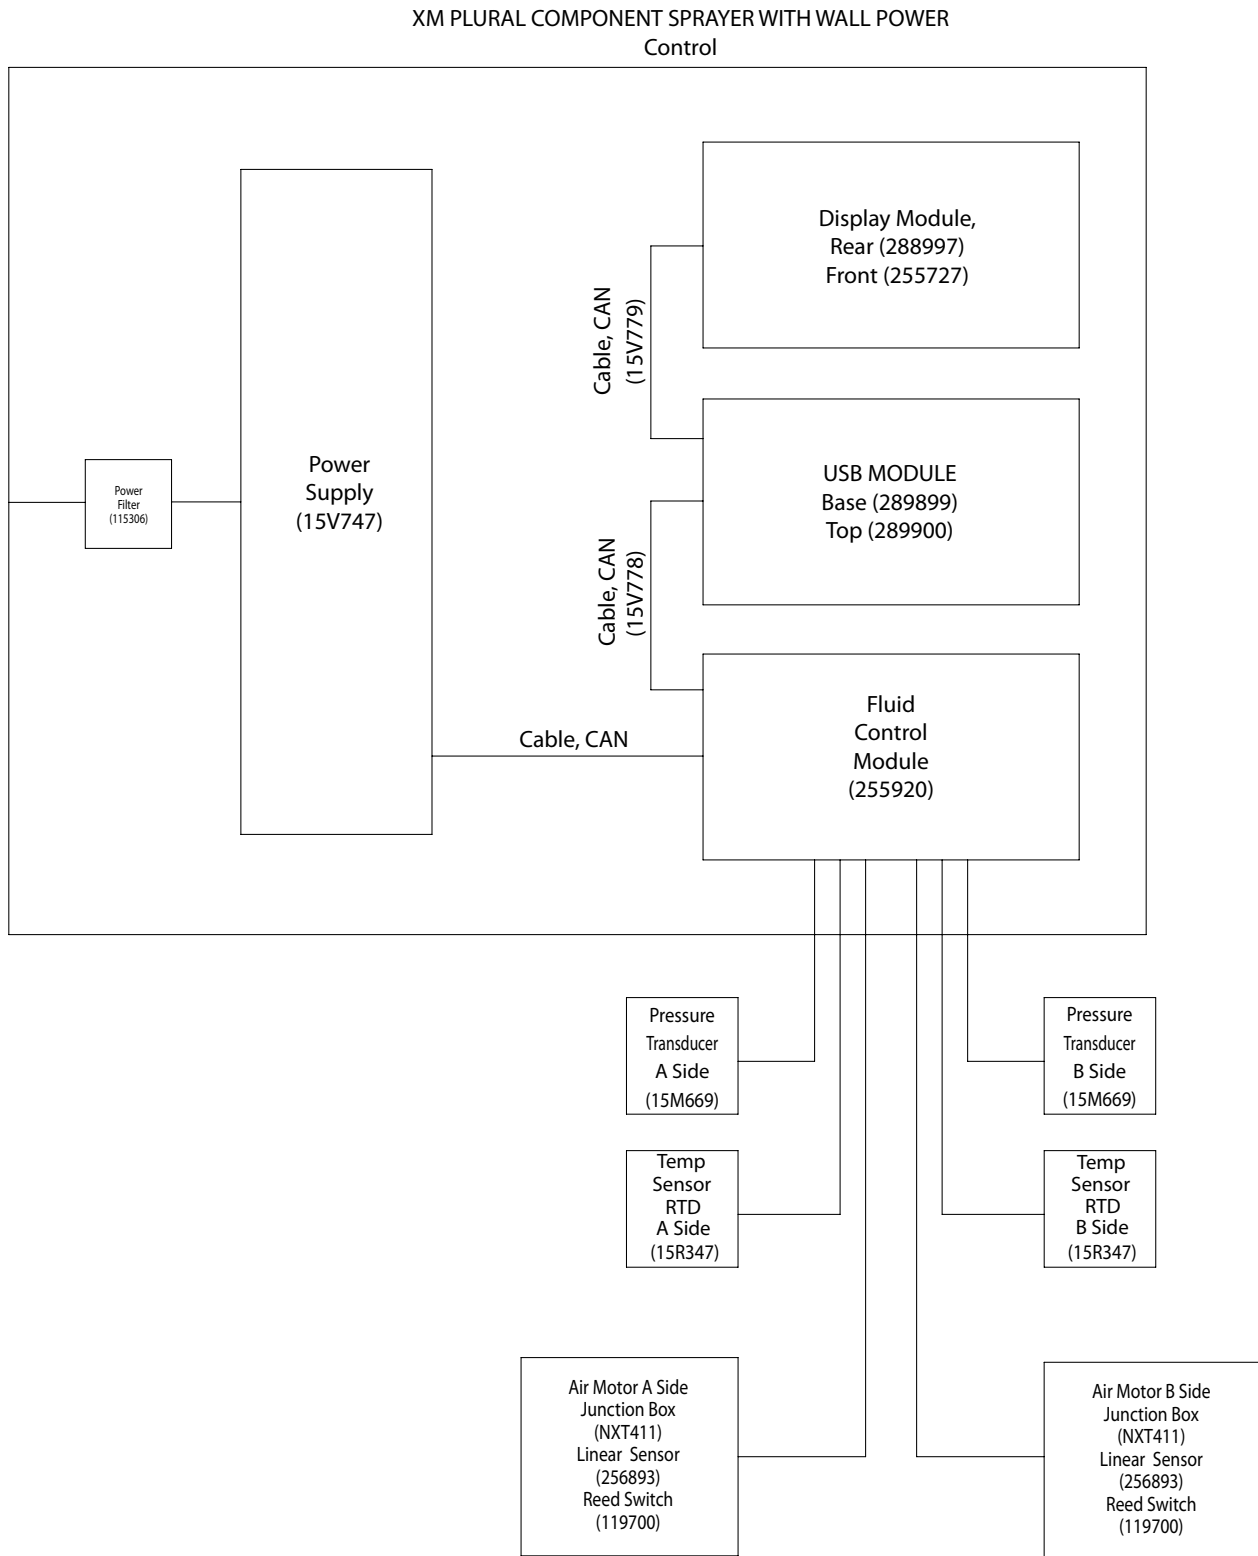 XM PLURAL COMPONENT SPRAYER WITH WALL POWER
Control
Display Module,
Rear (288997)
Front (255727)
Cable, CAN
(15V779)
Power
Filter
(115306)
Power
Supply
(15V747)
USB MODULE
Base (289899)
Top (289900)
Cable, CAN
(15V778)
Fluid
Control
Module
(255920)
Cable, CAN
Pressure
Transducer
A Side
(15M669)
Pressure
Transducer
B Side
(15M669)
Temp
Sensor
RTD
A Side
(15R347)
Temp
Sensor
RTD
B Side
(15R347)
Air Motor A Side
Junction Box
(NXT411)
Linear Sensor
(256893)
Reed Switch
(119700)
Air Motor B Side
Junction Box
(NXT411)
Linear Sensor
(256893)
Reed Switch
(119700)